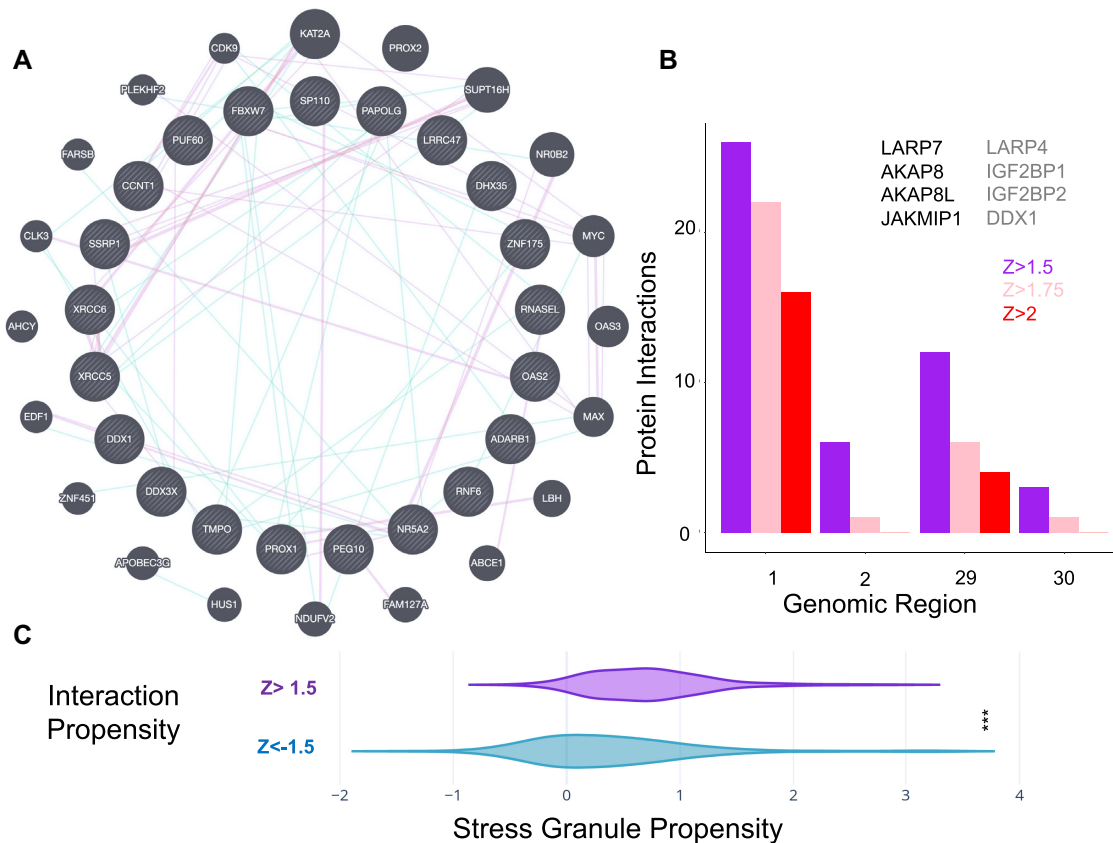 A
KAT2A
CDK9
PROX2
PLEKHF2
SUPT16H
SP110
FBXW7
PAPOLG
PUF60
LRRC47
FARSB
NR0B2
CCNT1
DHX35
CLK3
SSRP1
ZNF175
MYC
XRCC6
RNASEL
AHCY
OAS3
XRCC5
OAS2
EDF1
MAX
DDX1
ADARB1
ZNF451
DDX3X
RNF6
LBH
TMPO
NR5A2
PROX1
PEG10
APOBEC3G
ABCE1
HUS1
NDUFV2
FAM127A
B
LARP7 LARP4
AKAP8 IGF2BP1
AKAP8L IGF2BP2
JAKMIP1 DDX1
Z>1.5
Z>1.75
Z>2
Protein Interactions
20
10
0
1 2 29 30
Genomic Region
C
Interaction
Propensity
Z> 1.5
Z<-1.5
***
−2 −1 0 1 2 3 4
Stress Granule Propensity